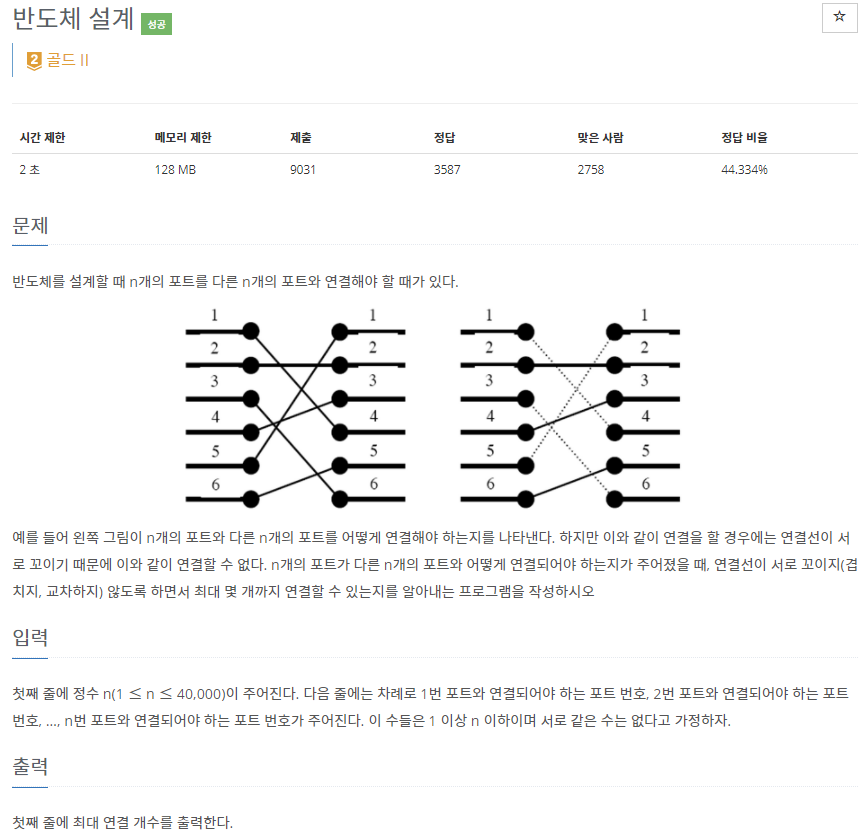 반도체 설계 성공
☆
2 골드 II
시간 제한 메모리 제한 제출 정답 맞은 사람 정답 비율
2 초 128 MB 9031 3587 2758 44.334%
문제
반도체를 설계할 때 n개의 포트를 다른 n개의 포트와 연결해야 할 때가 있다.
1 1 1 1
2 2 2 2
3 3 3 3
4 4 4 4
5 5 5 5
6 6 6 6
예를 들어 왼쪽 그림이 n개의 포트와 다른 n개의 포트를 어떻게 연결해야 하는지를 나타낸다. 하지만 이와 같이 연결을 할 경우에는 연결선이 서
로 꼬이기 때문에 이와 같이 연결할 수 없다. n개의 포트가 다른 n개의 포트와 어떻게 연결되어야 하는지가 주어졌을 때, 연결선이 서로 꼬이지(겹
치지, 교차하지) 않도록 하면서 최대 몇 개까지 연결할 수 있는지를 알아내는 프로그램을 작성하시오
입력
첫째 줄에 정수 n(1 ≤ n ≤ 40,000)이 주어진다. 다음 줄에는 차례로 1번 포트와 연결되어야 하는 포트 번호, 2번 포트와 연결되어야 하는 포트
번호, …, n번 포트와 연결되어야 하는 포트 번호가 주어진다. 이 수들은 1 이상 n 이하이며 서로 같은 수는 없다고 가정하자.
출력
첫째 줄에 최대 연결 개수를 출력한다.